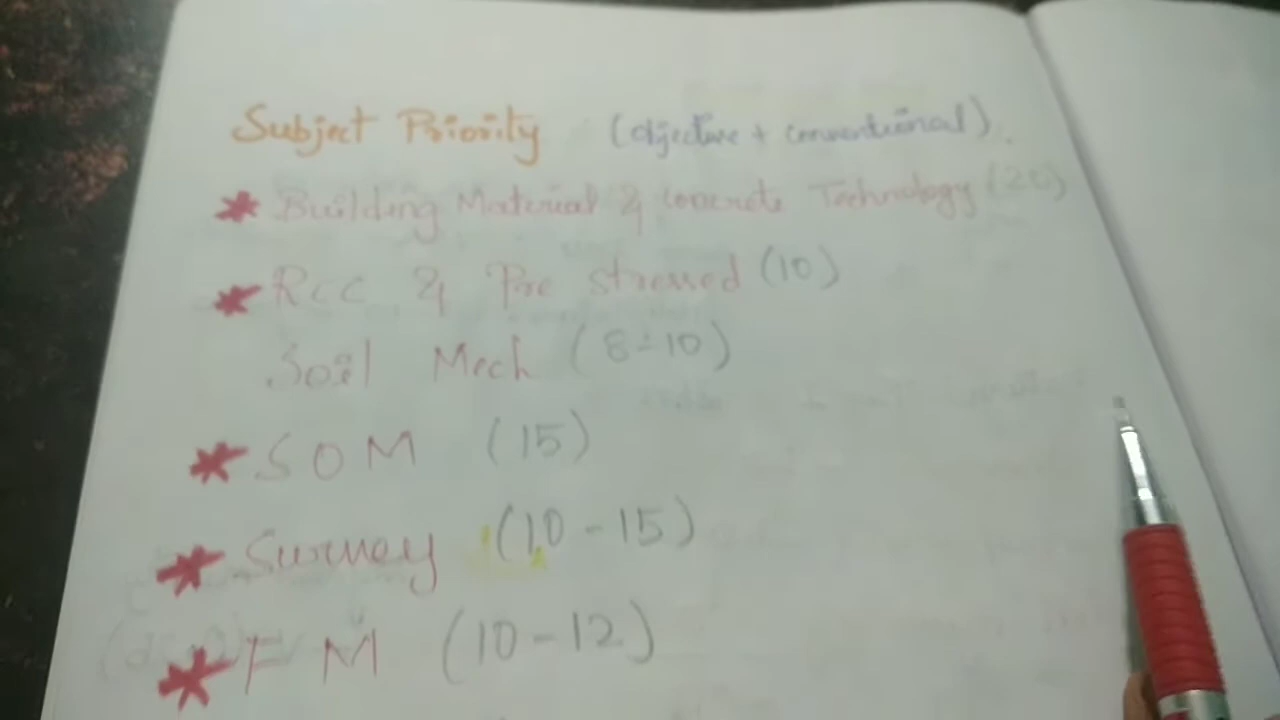 Subject Priority (objective + conventional).
* Building Material & concrete Technology (20)
* RCC & Pre stressed (10)
Soil Mech (8-10)
* SOM (15)
* Survey (10-15)
* FM (10-12)